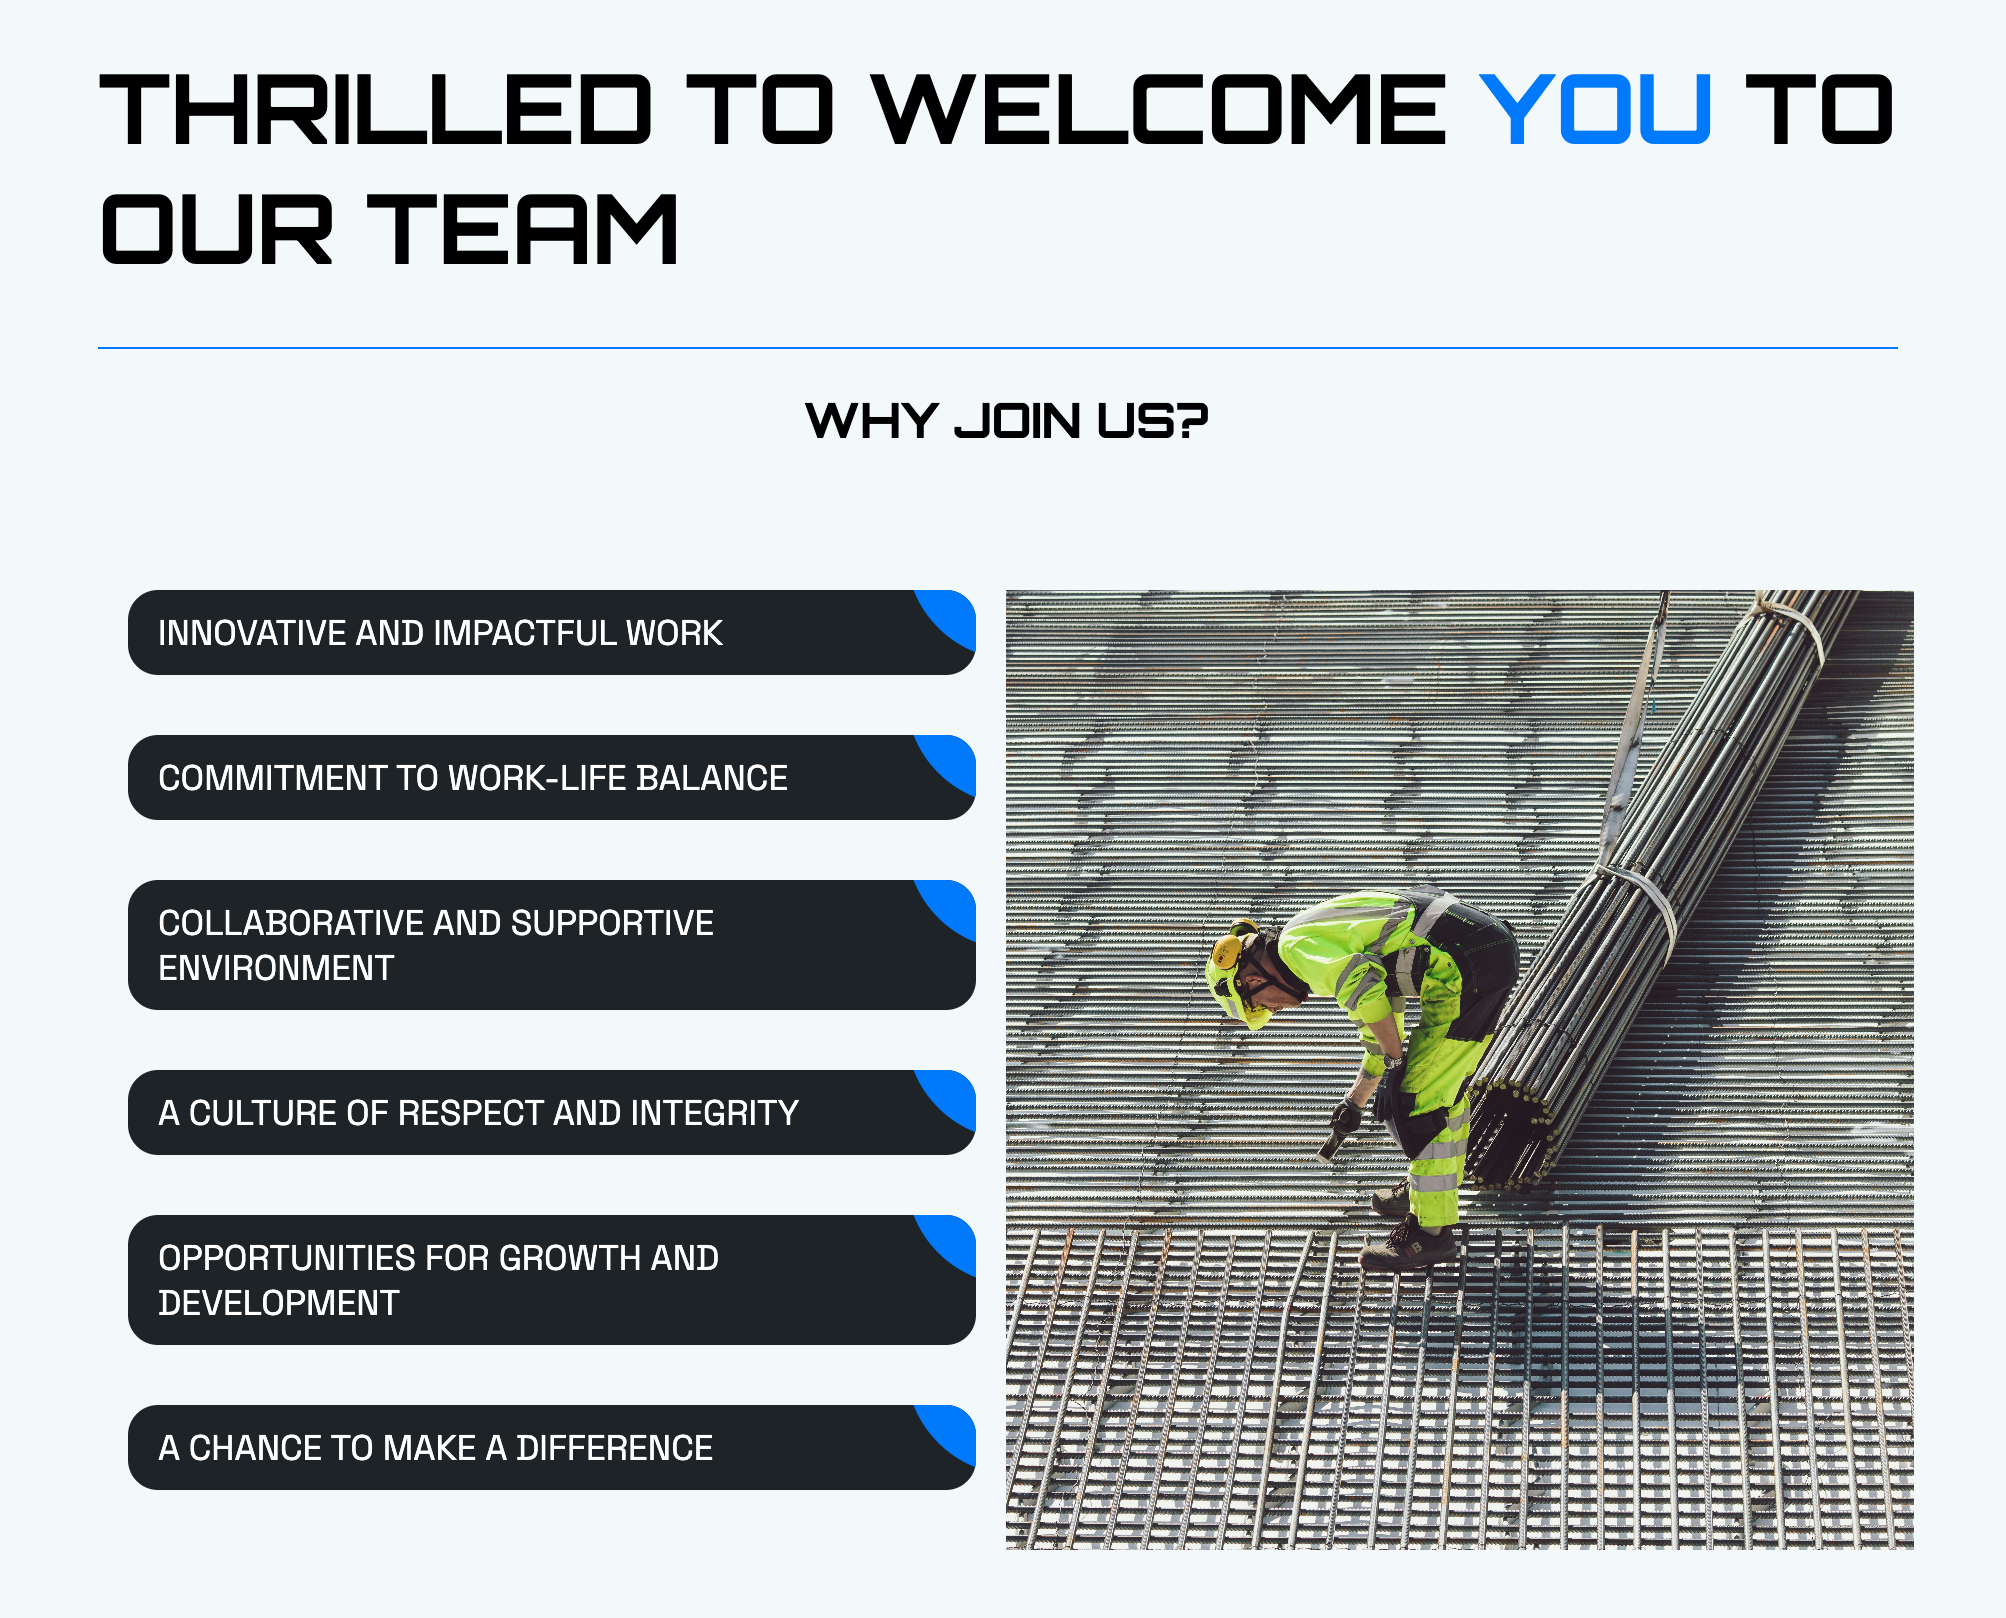 THRILLED TO WELCOME YOU TO
OUR TEAM
WHY JOIN US?
INNOVATIVE AND IMPACTFUL WORK
COMMITMENT TO WORK-LIFE BALANCE
COLLABORATIVE AND SUPPORTIVE
ENVIRONMENT
A CULTURE OF RESPECT AND INTEGRITY
OPPORTUNITIES FOR GROWTH AND
DEVELOPMENT
A CHANCE TO MAKE A DIFFERENCE